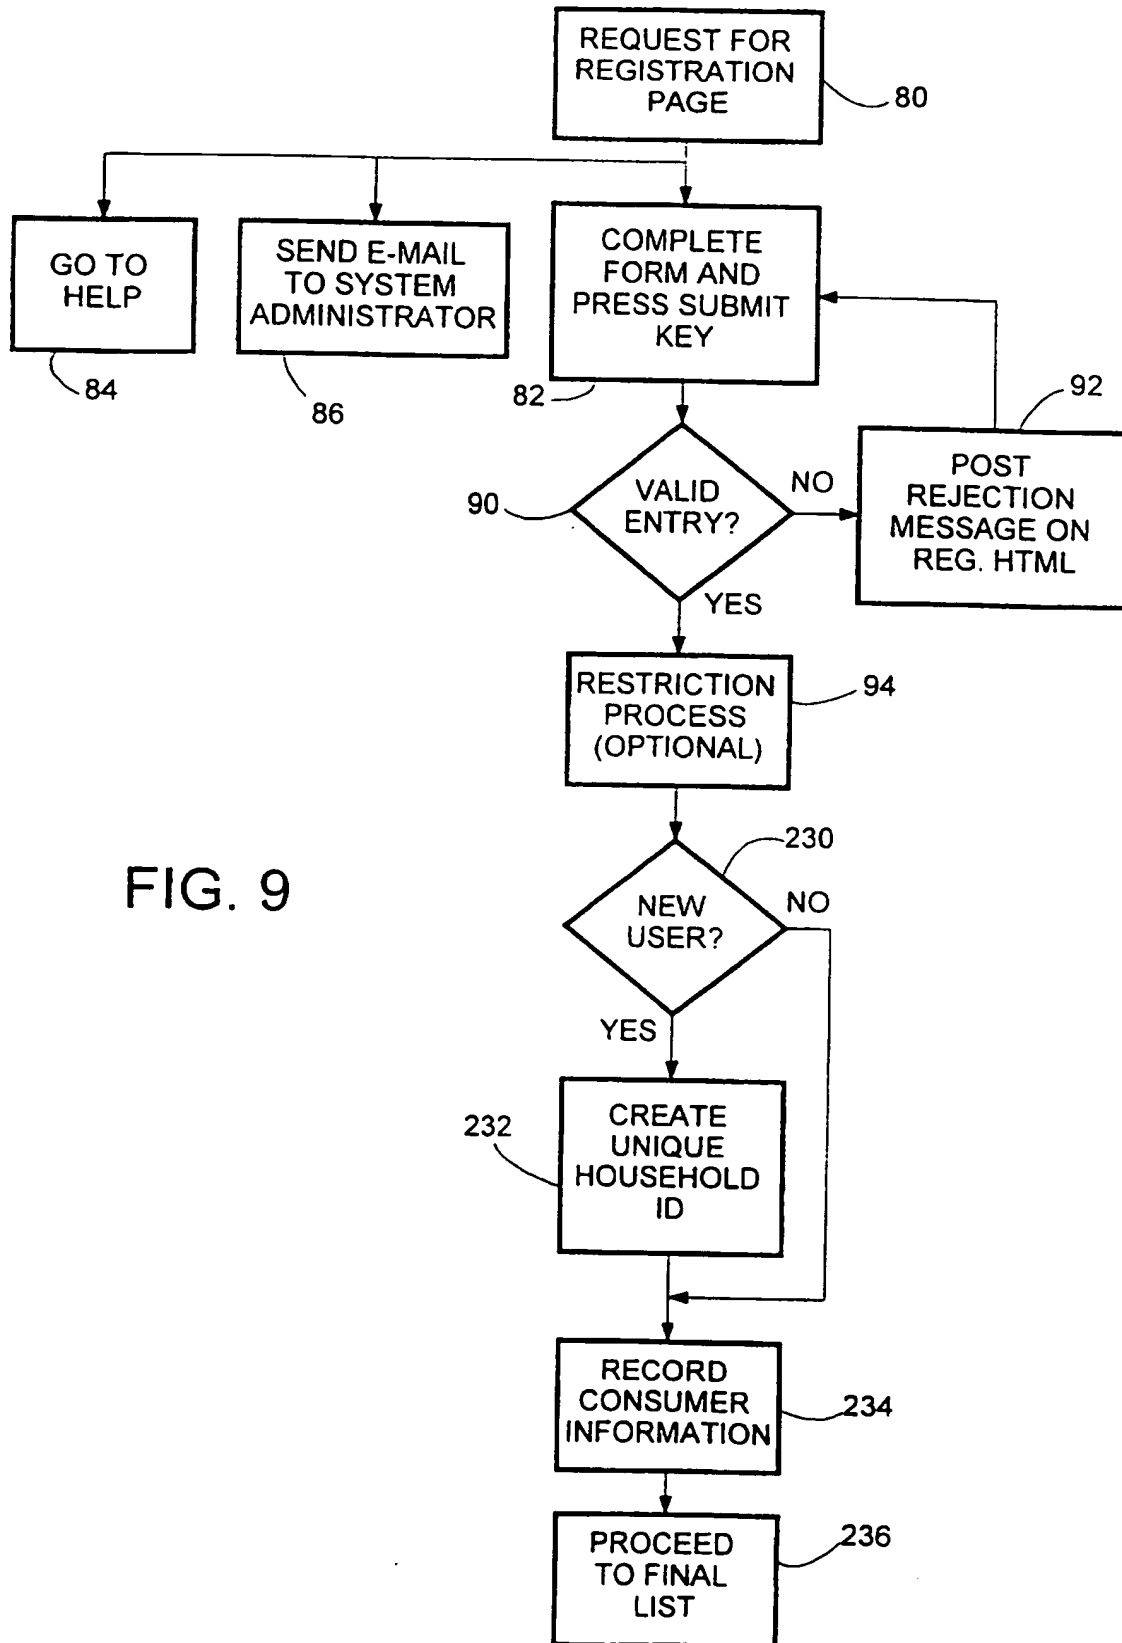 REQUEST FOR
REGISTRATION
PAGE
80
GO TO
HELP
84
SEND E-MAIL
TO SYSTEM
ADMINISTRATOR
86
COMPLETE
FORM AND
PRESS SUBMIT
KEY
82
92
POST
REJECTION
MESSAGE ON
REG. HTML
90
VALID
ENTRY?
NO
YES
RESTRICTION
PROCESS
(OPTIONAL)
94
FIG. 9
230
NEW
USER?
NO
YES
232
CREATE
UNIQUE
HOUSEHOLD
ID
RECORD
CONSUMER
INFORMATION
234
PROCEED
TO FINAL
LIST
236